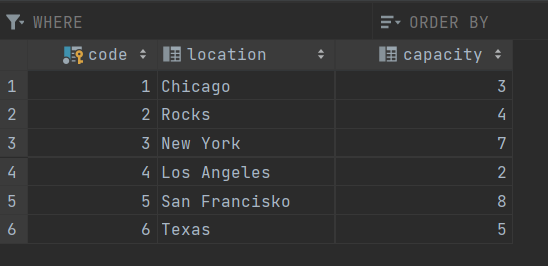 WHERE ORDER BY
code location capacity
1 1 Chicago 3
2 2 Rocks 4
3 3 New York 7
4 4 Los Angeles 2
5 5 San Francisko 8
6 6 Texas 5